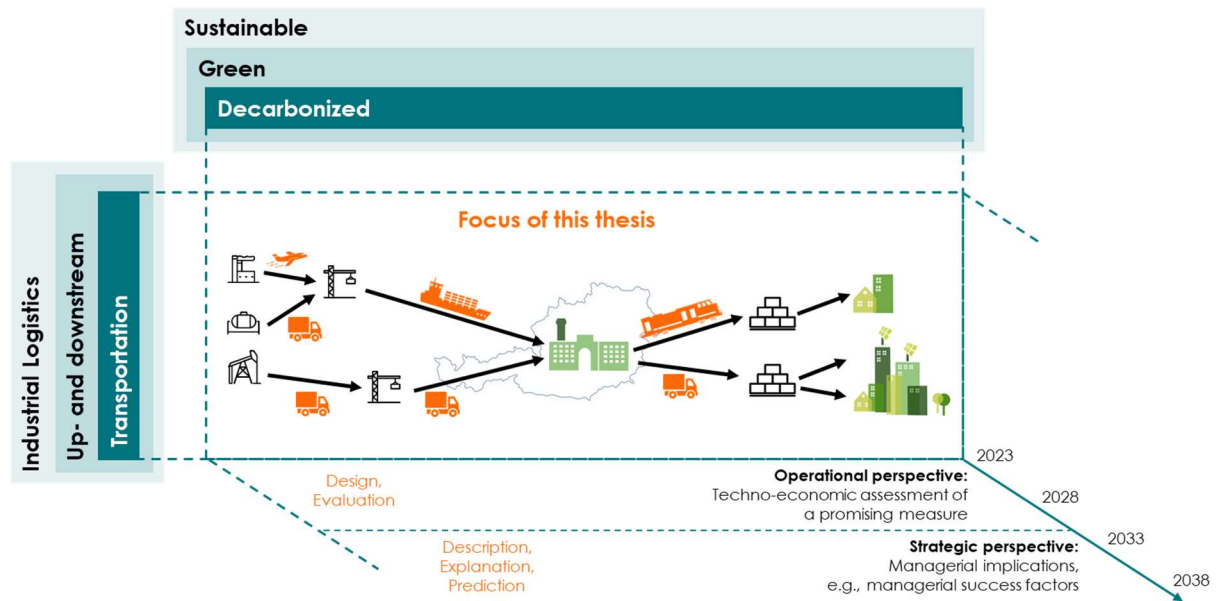 Sustainable
Green
Decarbonized
Industrial Logistics
Up- and downstream
Transportation
Focus of this thesis
2023
Design,
Evaluation
Operational perspective:
Techno-economic assessment of
a promising measure
2028
2033
Description,
Explanation,
Prediction
Strategic perspective:
Managerial implications,
e.g., managerial success factors
2038